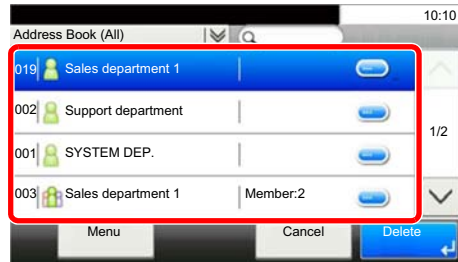 10:10
Address Book (All)
019 Sales department 1
002 Support department
001 SYSTEM DEP.
003 Sales department 1 Member:2
1/2
Menu Cancel Delete